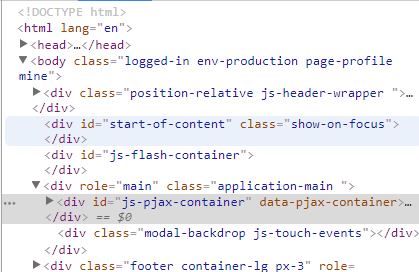 <!DOCTYPE html>
<html lang="en">
▶<head>…</head>
▼<body class="logged-in env-production page-profile
mine">
▶<div class="position-relative js-header-wrapper ">…
</div>
<div id="start-of-content" class="show-on-focus">
</div>
<div id="js-flash-container">
</div>
▼<div role="main" class="application-main ">
… ▶<div id="js-pjax-container" data-pjax-container>…
</div> == $0
<div class="modal-backdrop js-touch-events"></div>
</div>
▶<div class="footer container-lg px-3" role=